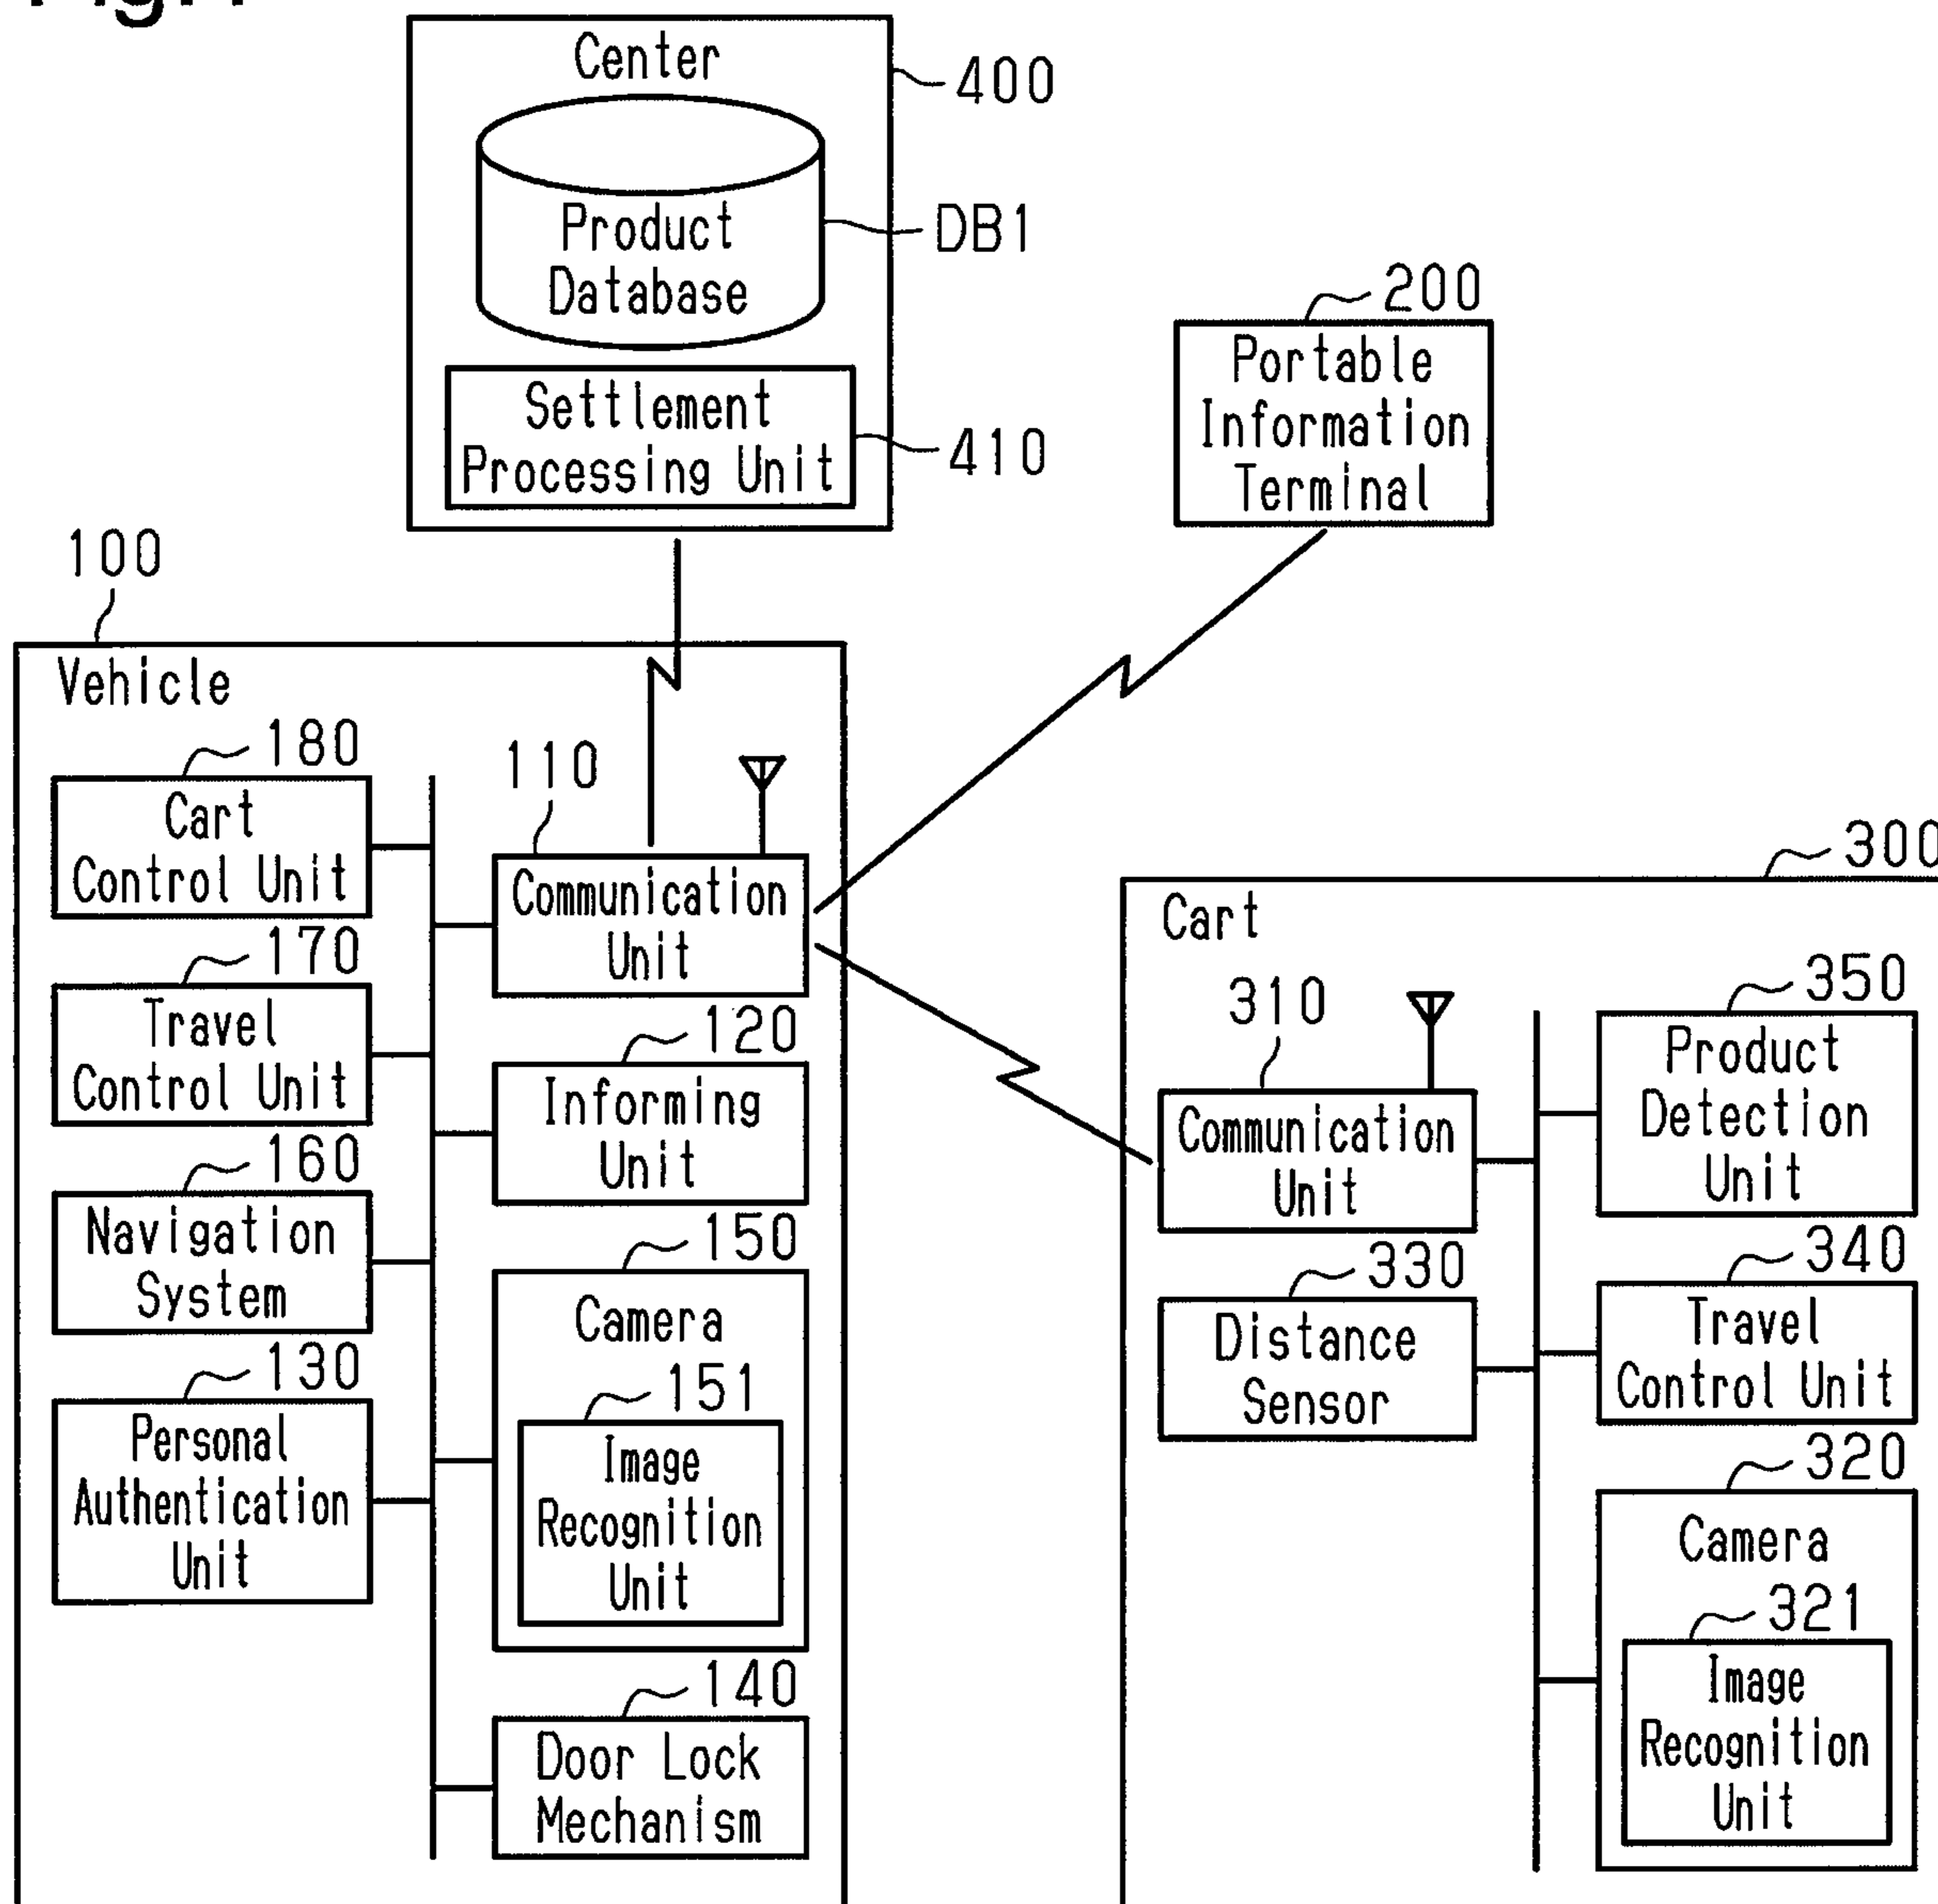 Center
400
Product
Database
DB1
Settlement
Processing Unit
410
200
Portable
Information
Terminal
100
Vehicle
180
Cart
Control Unit
110
Communication
Unit
170
Travel
Control Unit
120
Informing
Unit
160
Navigation
System
150
Camera
151
Image
Recognition
Unit
130
Personal
Authentication
Unit
140
Door Lock
Mechanism
300
Cart
310
Communication
Unit
350
Product
Detection
Unit
330
Distance
Sensor
340
Travel
Control Unit
320
Camera
321
Image
Recognition
Unit